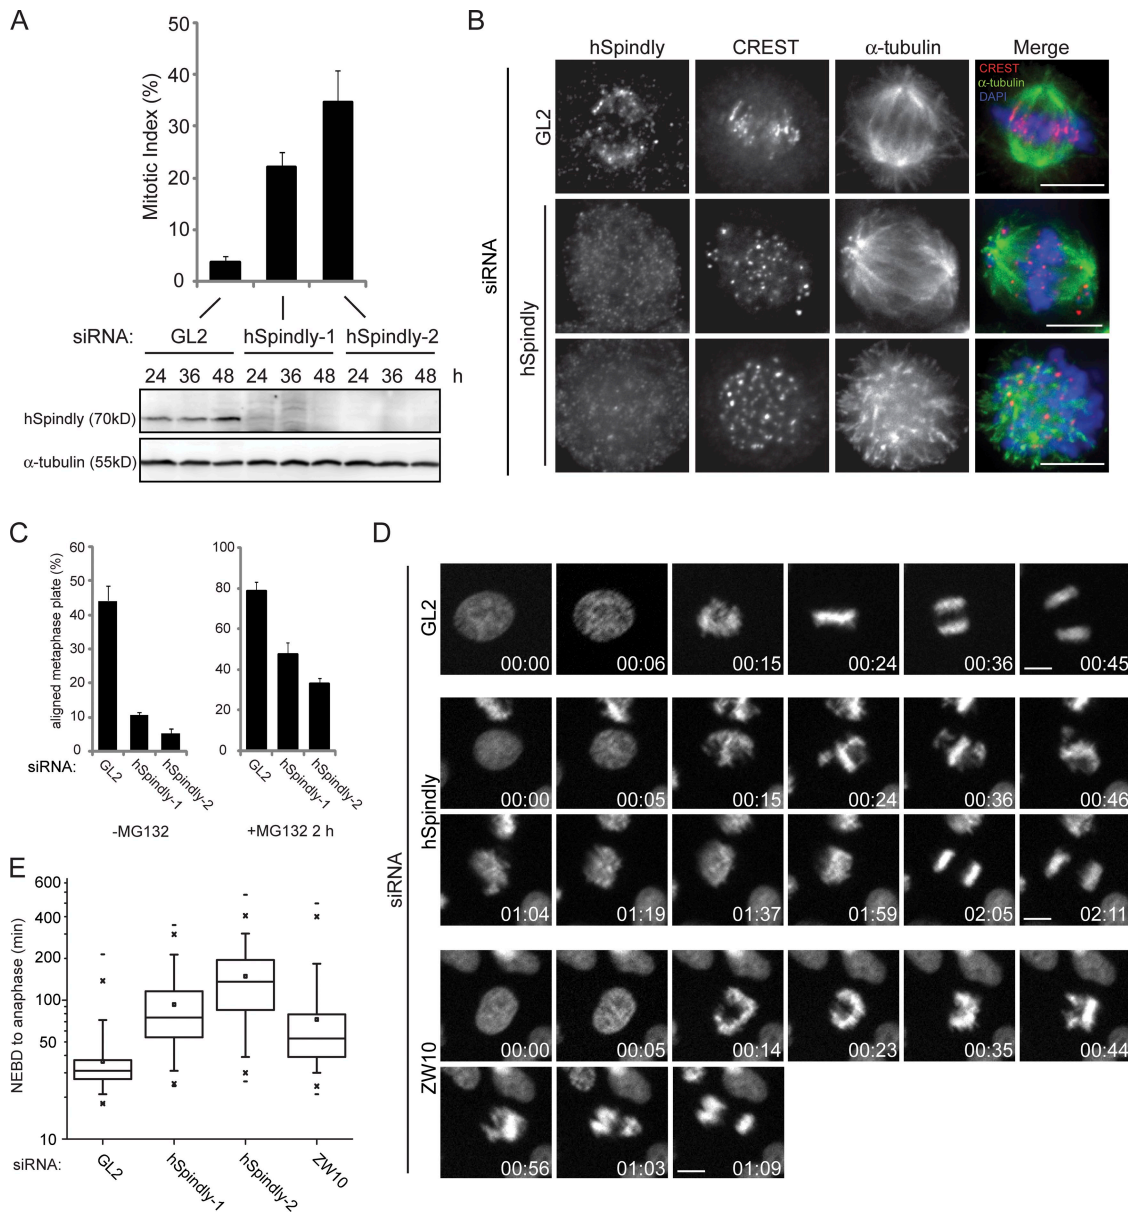 A
50
40
30
20
10
0
Mitotic Index (%)
siRNA: GL2 hSpindly-1 hSpindly-2
24 36 48 24 36 48 24 36 48 h
hSpindly (70kD)
α-tubulin (55kD)
B
hSpindly CREST α-tubulin Merge
CREST
α-tubulin
DAPI
GL2
siRNA
hSpindly
C
60
50
40
30
20
10
0
aligned metaphase plate (%)
siRNA: GL2 hSpindly-1 hSpindly-2
-MG132
100
80
60
40
20
0
GL2 hSpindly-1 hSpindly-2
+MG132 2 h
D
siRNA
GL2
00:00 00:06 00:15 00:24 00:36 00:45
hSpindly
00:00 00:05 00:15 00:24 00:36 00:46
01:04 01:19 01:37 01:59 02:05 02:11
ZW10
00:00 00:05 00:14 00:23 00:35 00:44
00:56 01:03 01:09
E
600
400
200
100
50
10
NEBD to anaphase (min)
siRNA: GL2 hSpindly-1 hSpindly-2 ZW10